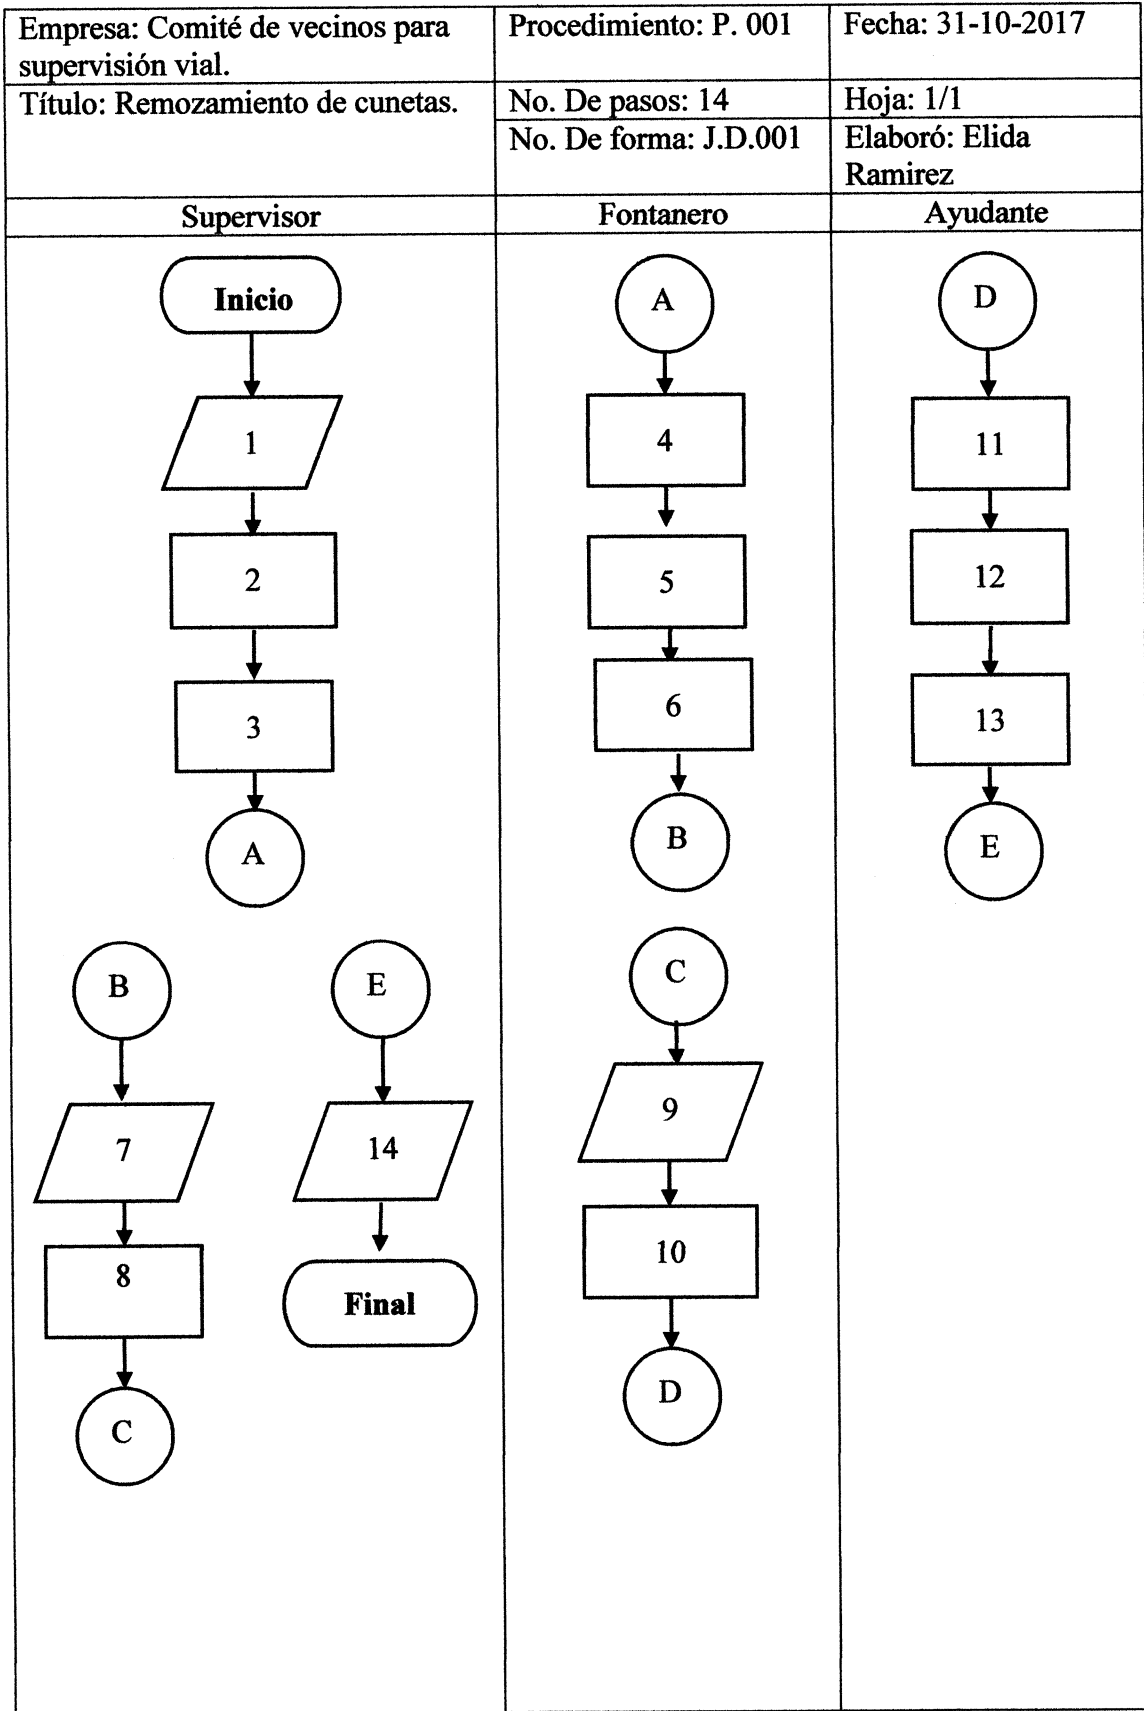 Empresa: Comité de vecinos para
supervisión vial.
Procedimiento: P. 001
Fecha: 31-10-2017
Título: Remozamiento de cunetas.
No. De pasos: 14
Hoja: 1/1
No. De forma: J.D.001
Elaboró: Elida
Ramirez
Supervisor
Fontanero
Ayudante
Inicio
1
2
3
A
B
7
8
C
E
14
Final
A
4
5
6
B
C
9
10
D
D
11
12
13
E